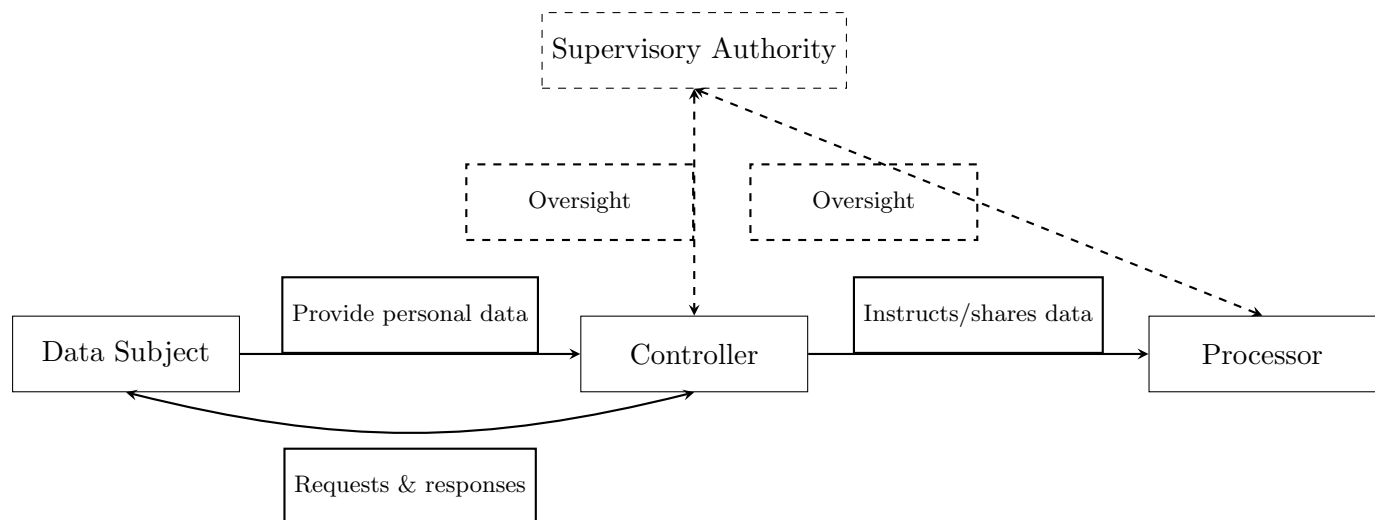 Supervisory Authority
Oversight
Oversight
Provide personal data
Instructs/shares data
Data Subject
Controller
Processor
Requests & responses